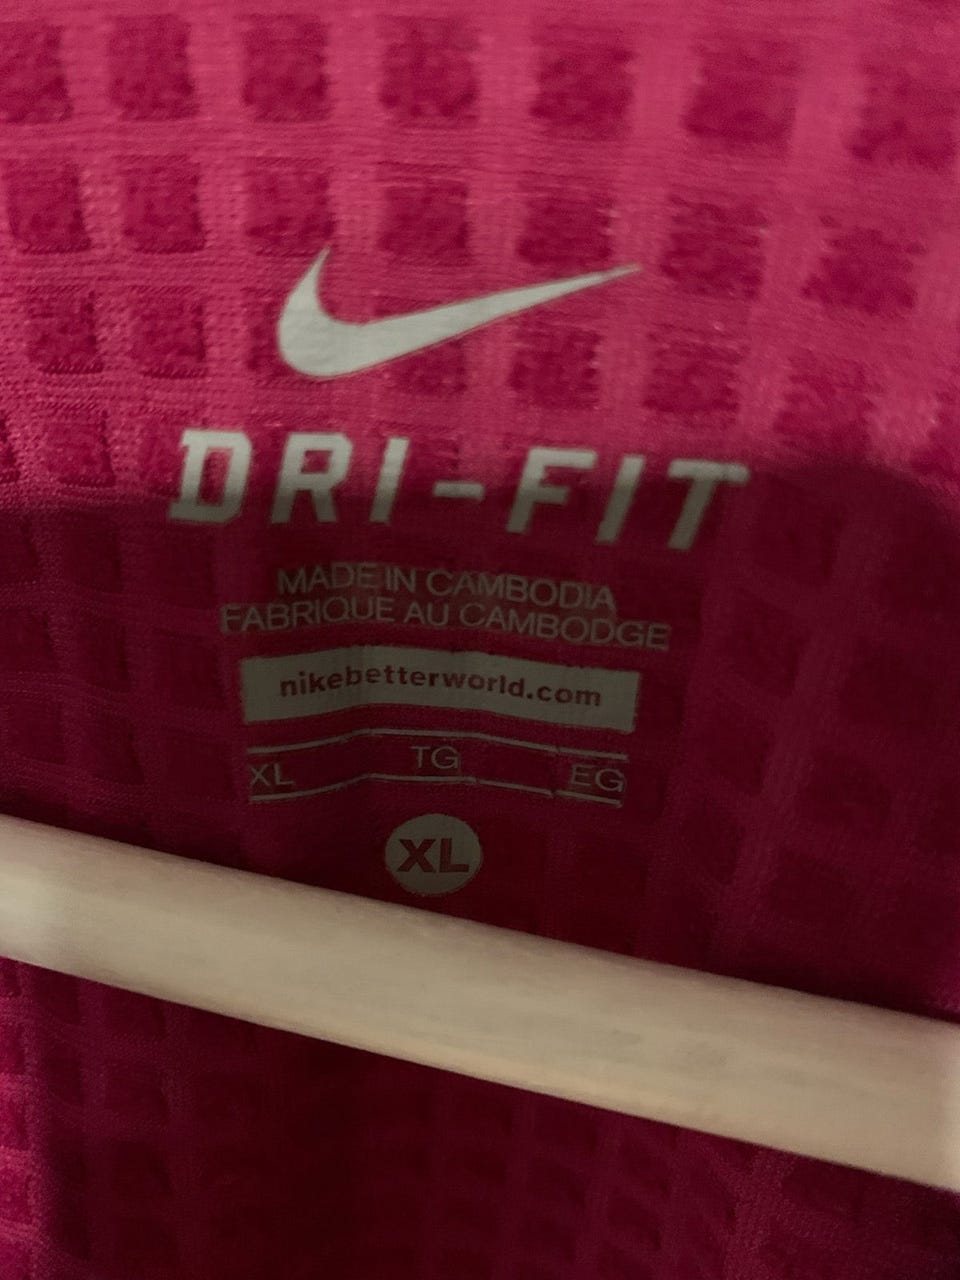 DRI-FIT
MADE IN CAMBODIA
FABRIQUE AU CAMBODGE
nikebetterworld.com
XL TG EG
XL